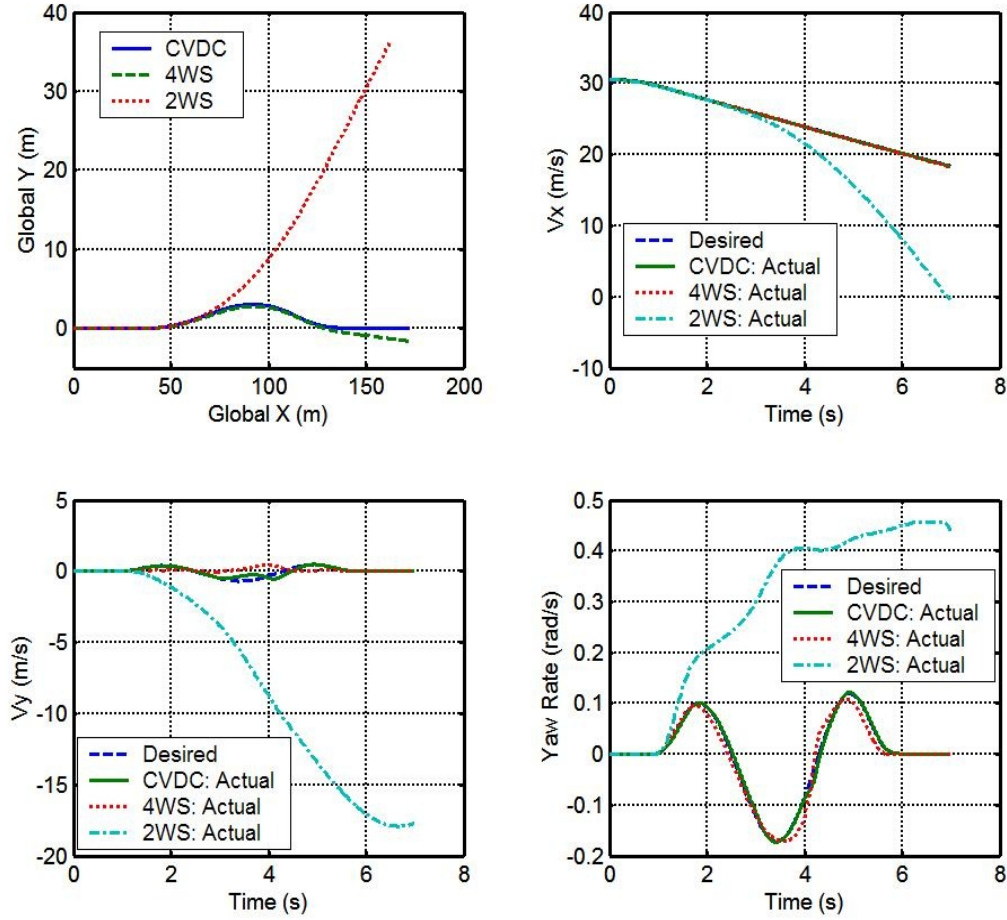 40
30
20
10
0
Global Y (m)
CVDC
4WS
2WS
0 50 100 150 200
Global X (m)
40
30
20
10
0
-10
Vx (m/s)
Desired
CVDC: Actual
4WS: Actual
2WS: Actual
0 2 4 6 8
Time (s)
5
0
-5
-10
-15
-20
Vy (m/s)
Desired
CVDC: Actual
4WS: Actual
2WS: Actual
0 2 4 6 8
Time (s)
0.5
0.4
0.3
0.2
0.1
0
-0.1
-0.2
Yaw Rate (rad/s)
Desired
CVDC: Actual
4WS: Actual
2WS: Actual
0 2 4 6 8
Time (s)